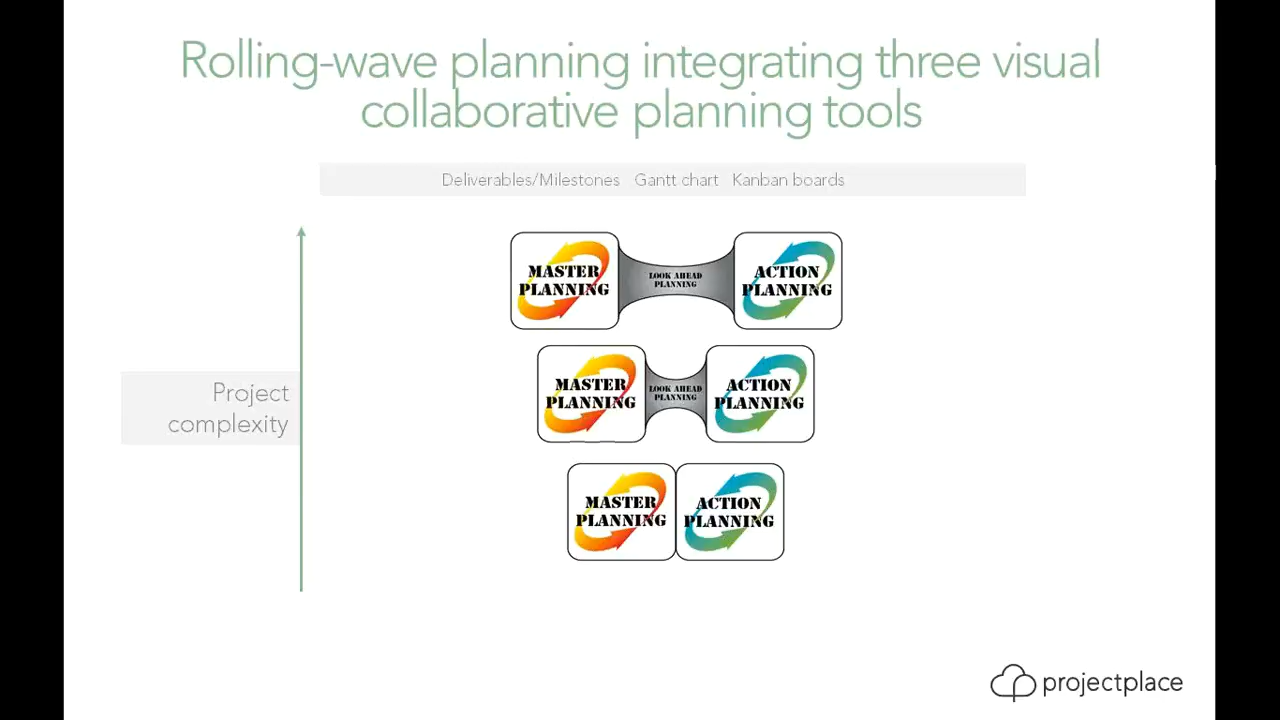 Rolling-wave planning integrating three visual
collaborative planning tools
Deliverables/Milestones Gantt chart Kanban boards
MASTER
PLANNING
LOOK AHEAD
PLANNING
ACTION
PLANNING
MASTER
PLANNING
LOOK AHEAD
PLANNING
ACTION
PLANNING
Project
complexity
MASTER
PLANNING
ACTION
PLANNING
projectplace